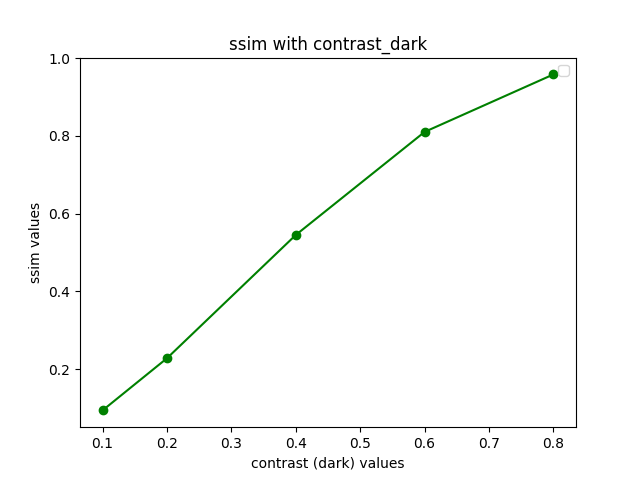 ssim with contrast_dark
1.0
0.8
0.6
0.4
0.2
ssim values
0.1 0.2 0.3 0.4 0.5 0.6 0.7 0.8
contrast (dark) values